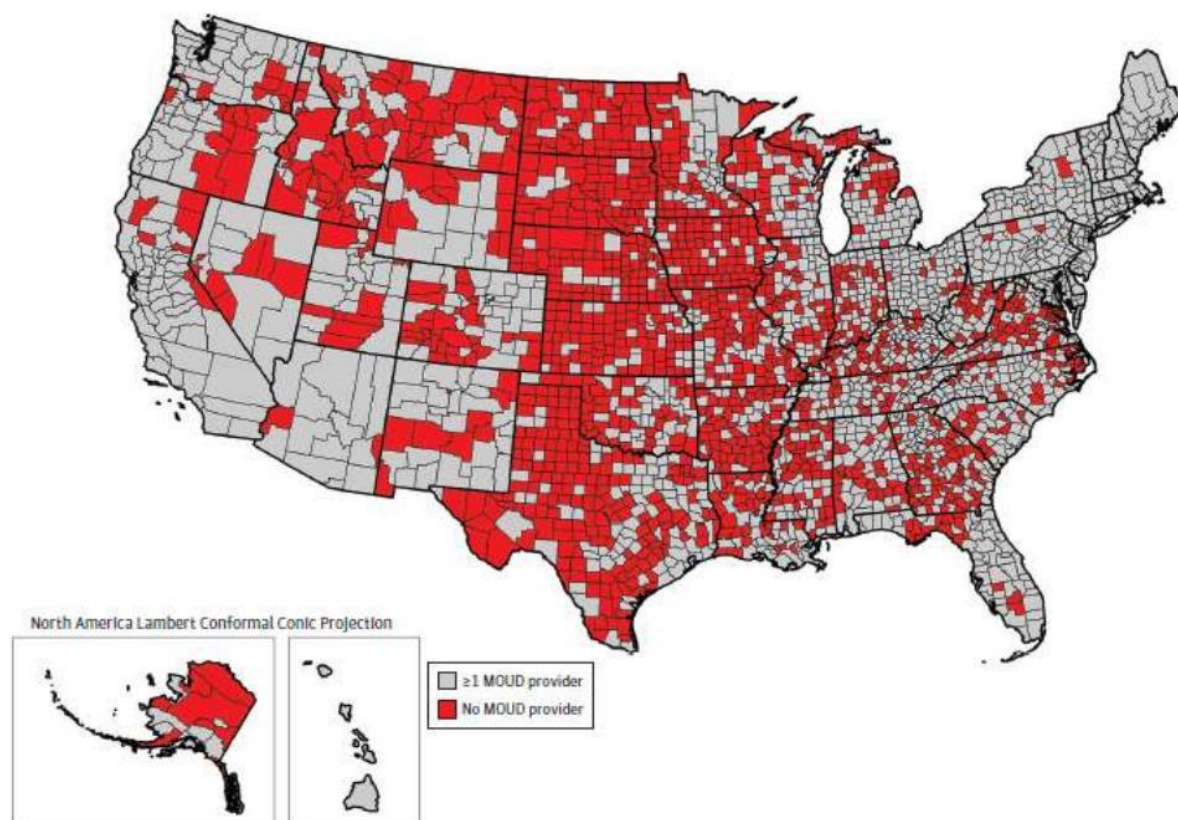 North America Lambert Conformal Conic Projection
≥1 MOUD provider
No MOUD provider